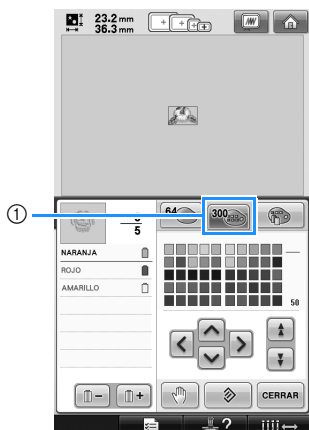 23.2 mm
36.3 mm
①
64
300
5
NARANJA
ROJO
AMARILLO
50
CERRAR
?